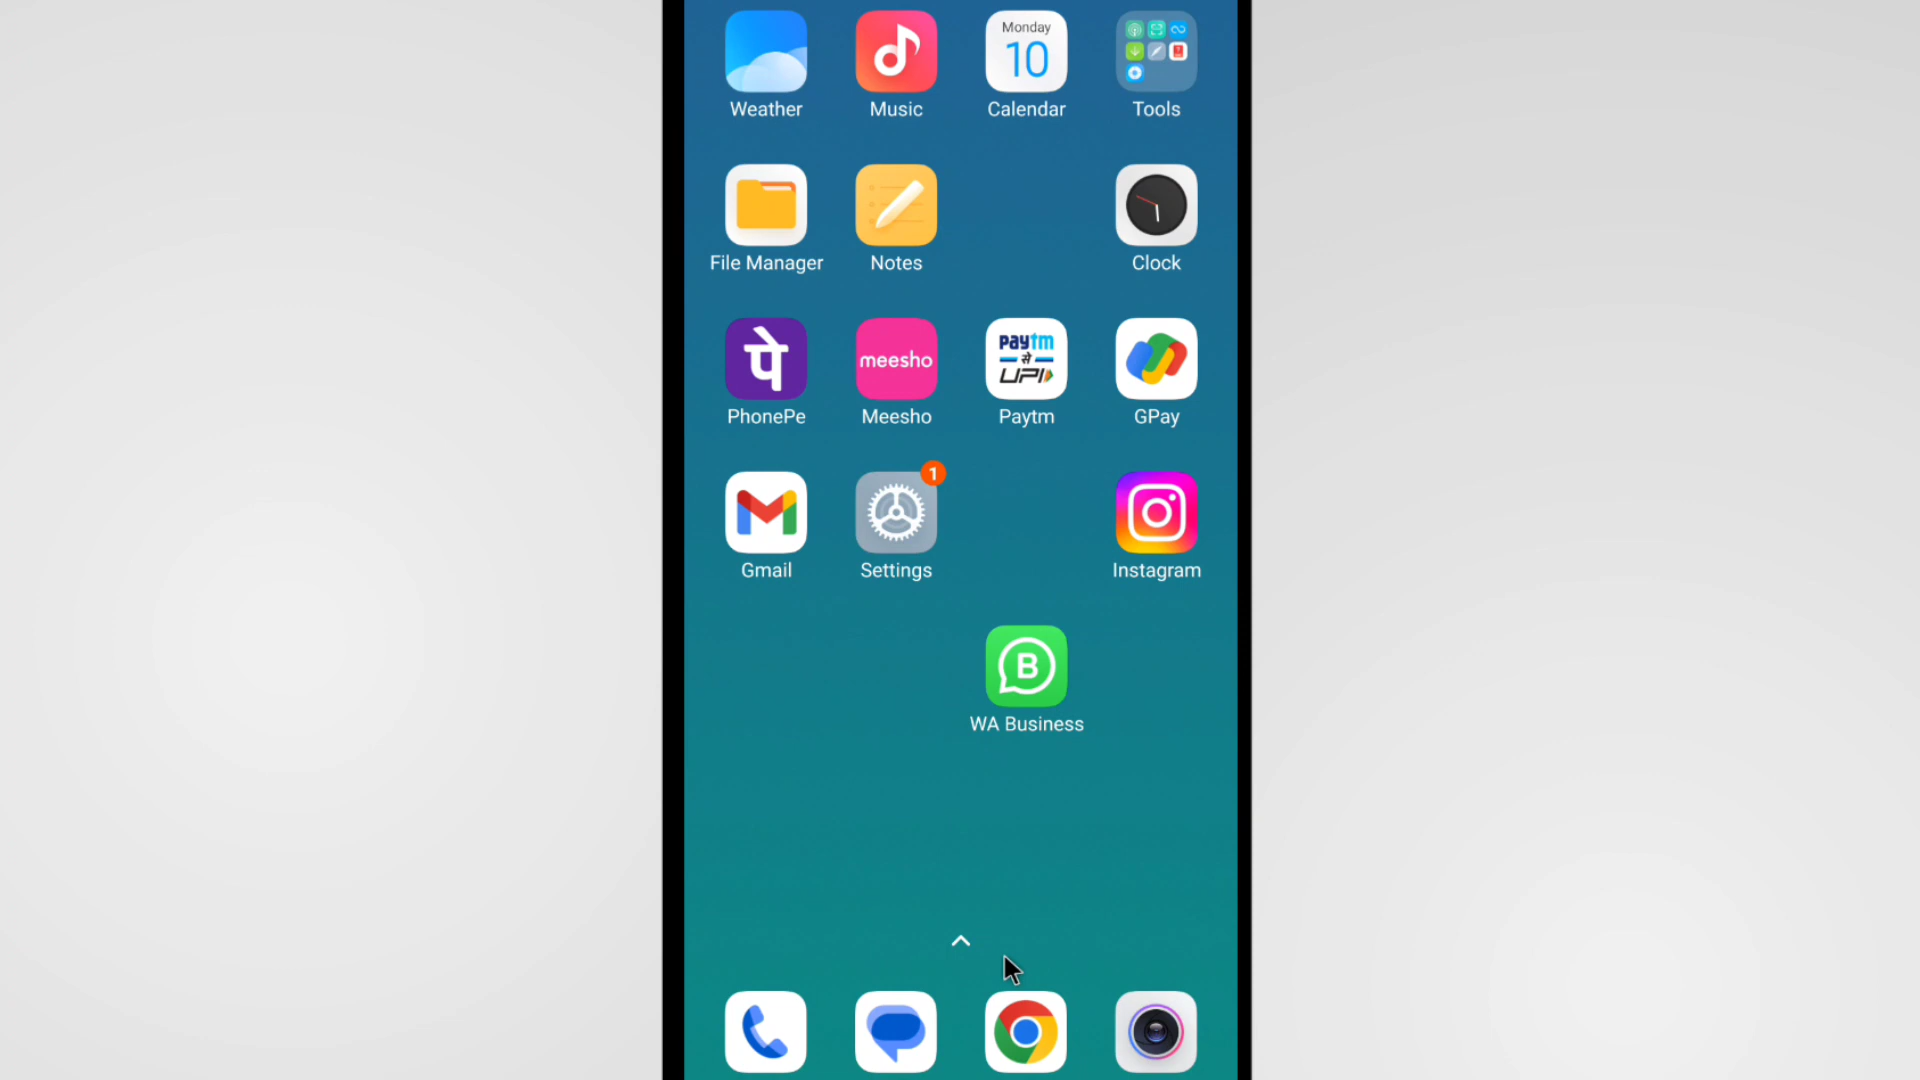 Monday
10
Weather
Music
Calendar
Tools
File Manager
Notes
Clock
पे
meesho
paytm
से
UPI
PhonePe
Meesho
Paytm
GPay
1
Gmail
Settings
Instagram
B
WA Business